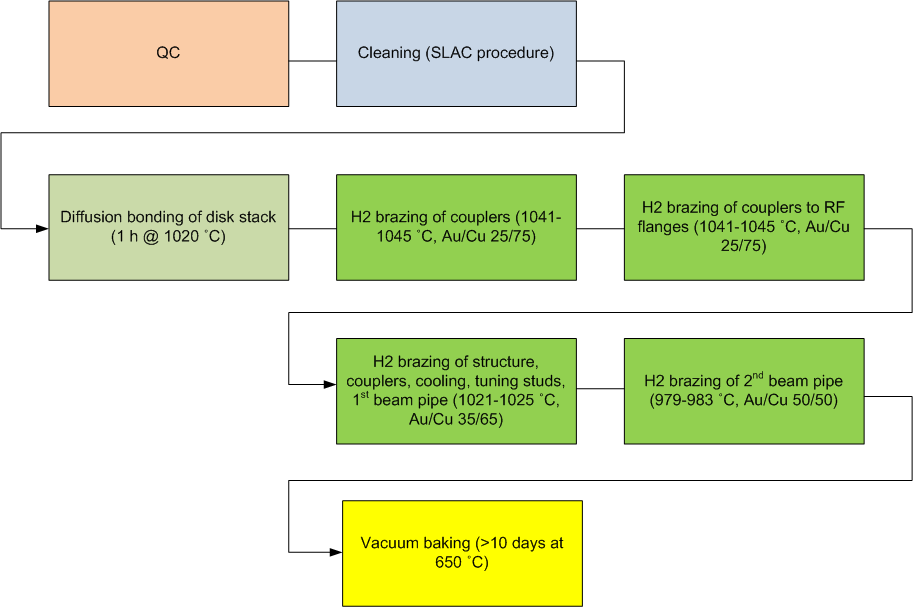 QC
Cleaning (SLAC procedure)
Diffusion bonding of disk stack
(1 h @ 1020 ˚C)
H2 brazing of couplers (1041-
1045 ˚C, Au/Cu 25/75)
H2 brazing of couplers to RF
flanges (1041-1045 ˚C, Au/Cu
25/75)
H2 brazing of structure,
couplers, cooling, tuning studs,
1st beam pipe (1021-1025 ˚C,
Au/Cu 35/65)
H2 brazing of 2nd beam pipe
(979-983 ˚C, Au/Cu 50/50)
Vacuum baking (>10 days at
650 ˚C)